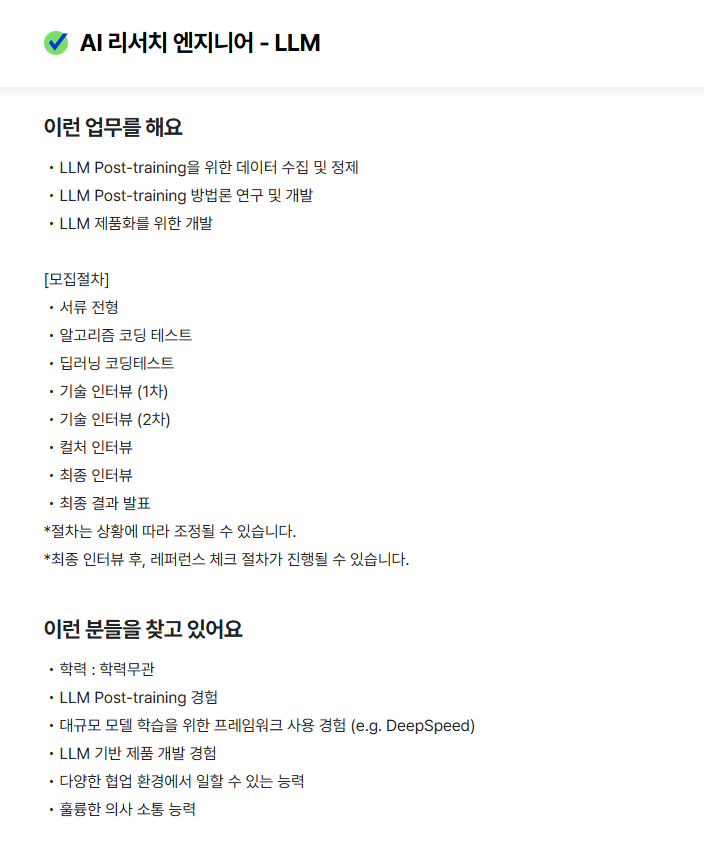 AI 리서치 엔지니어 - LLM
이런 업무를 해요
• LLM Post-training을 위한 데이터 수집 및 정제
• LLM Post-training 방법론 연구 및 개발
• LLM 제품화를 위한 개발
[모집절차]
• 서류 전형
• 알고리즘 코딩 테스트
• 딥러닝 코딩테스트
• 기술 인터뷰 (1차)
• 기술 인터뷰 (2차)
• 컬처 인터뷰
• 최종 인터뷰
• 최종 결과 발표
*절차는 상황에 따라 조정될 수 있습니다.
*최종 인터뷰 후, 레퍼런스 체크 절차가 진행될 수 있습니다.
이런 분들을 찾고 있어요
• 학력 : 학력무관
• LLM Post-training 경험
• 대규모 모델 학습을 위한 프레임워크 사용 경험 (e.g. DeepSpeed)
• LLM 기반 제품 개발 경험
• 다양한 협업 환경에서 일할 수 있는 능력
• 훌륭한 의사 소통 능력